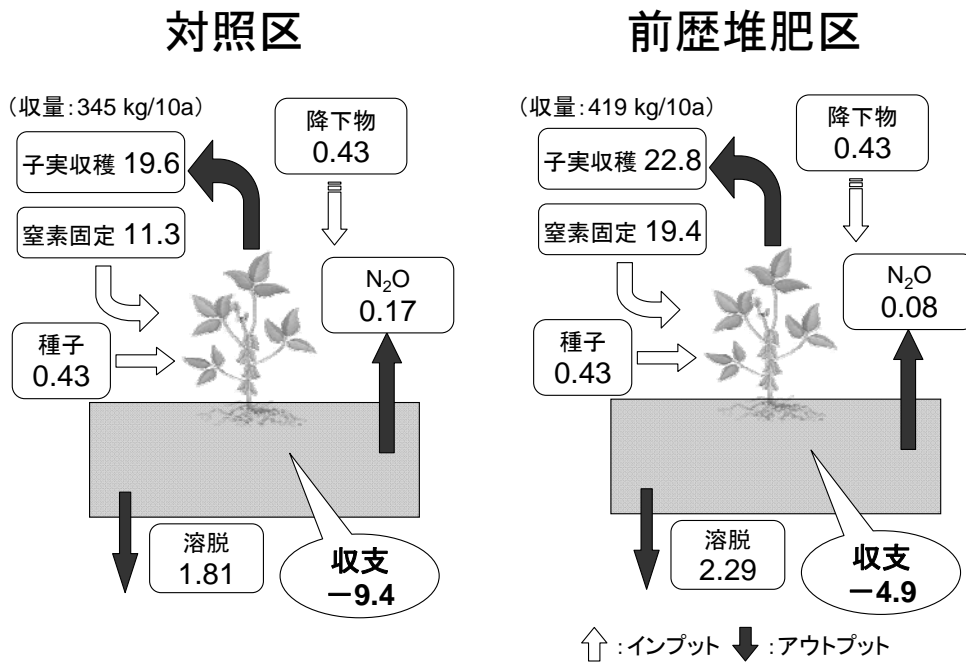 対照区
(収量:345 kg/10a)
降下物
0.43
子実収穫 19.6
窒素固定 11.3
N₂O
0.17
種子
0.43
溶脱
1.81
収支
－9.4
前歴堆肥区
(収量:419 kg/10a)
降下物
0.43
子実収穫 22.8
窒素固定 19.4
N₂O
0.08
種子
0.43
溶脱
2.29
収支
－4.9
:インプット
:アウトプット